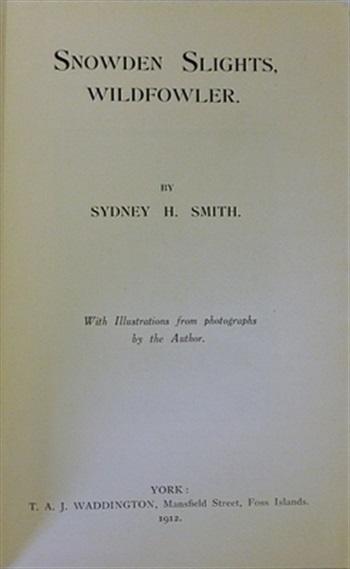 Snowden Slights,
Wildfowler.
BY
SYDNEY H. SMITH.
With Illustrations from photographs
by the Author.
YORK:
T. A. J. WADDINGTON, Mansfield Street, Foss Islands.
1912.